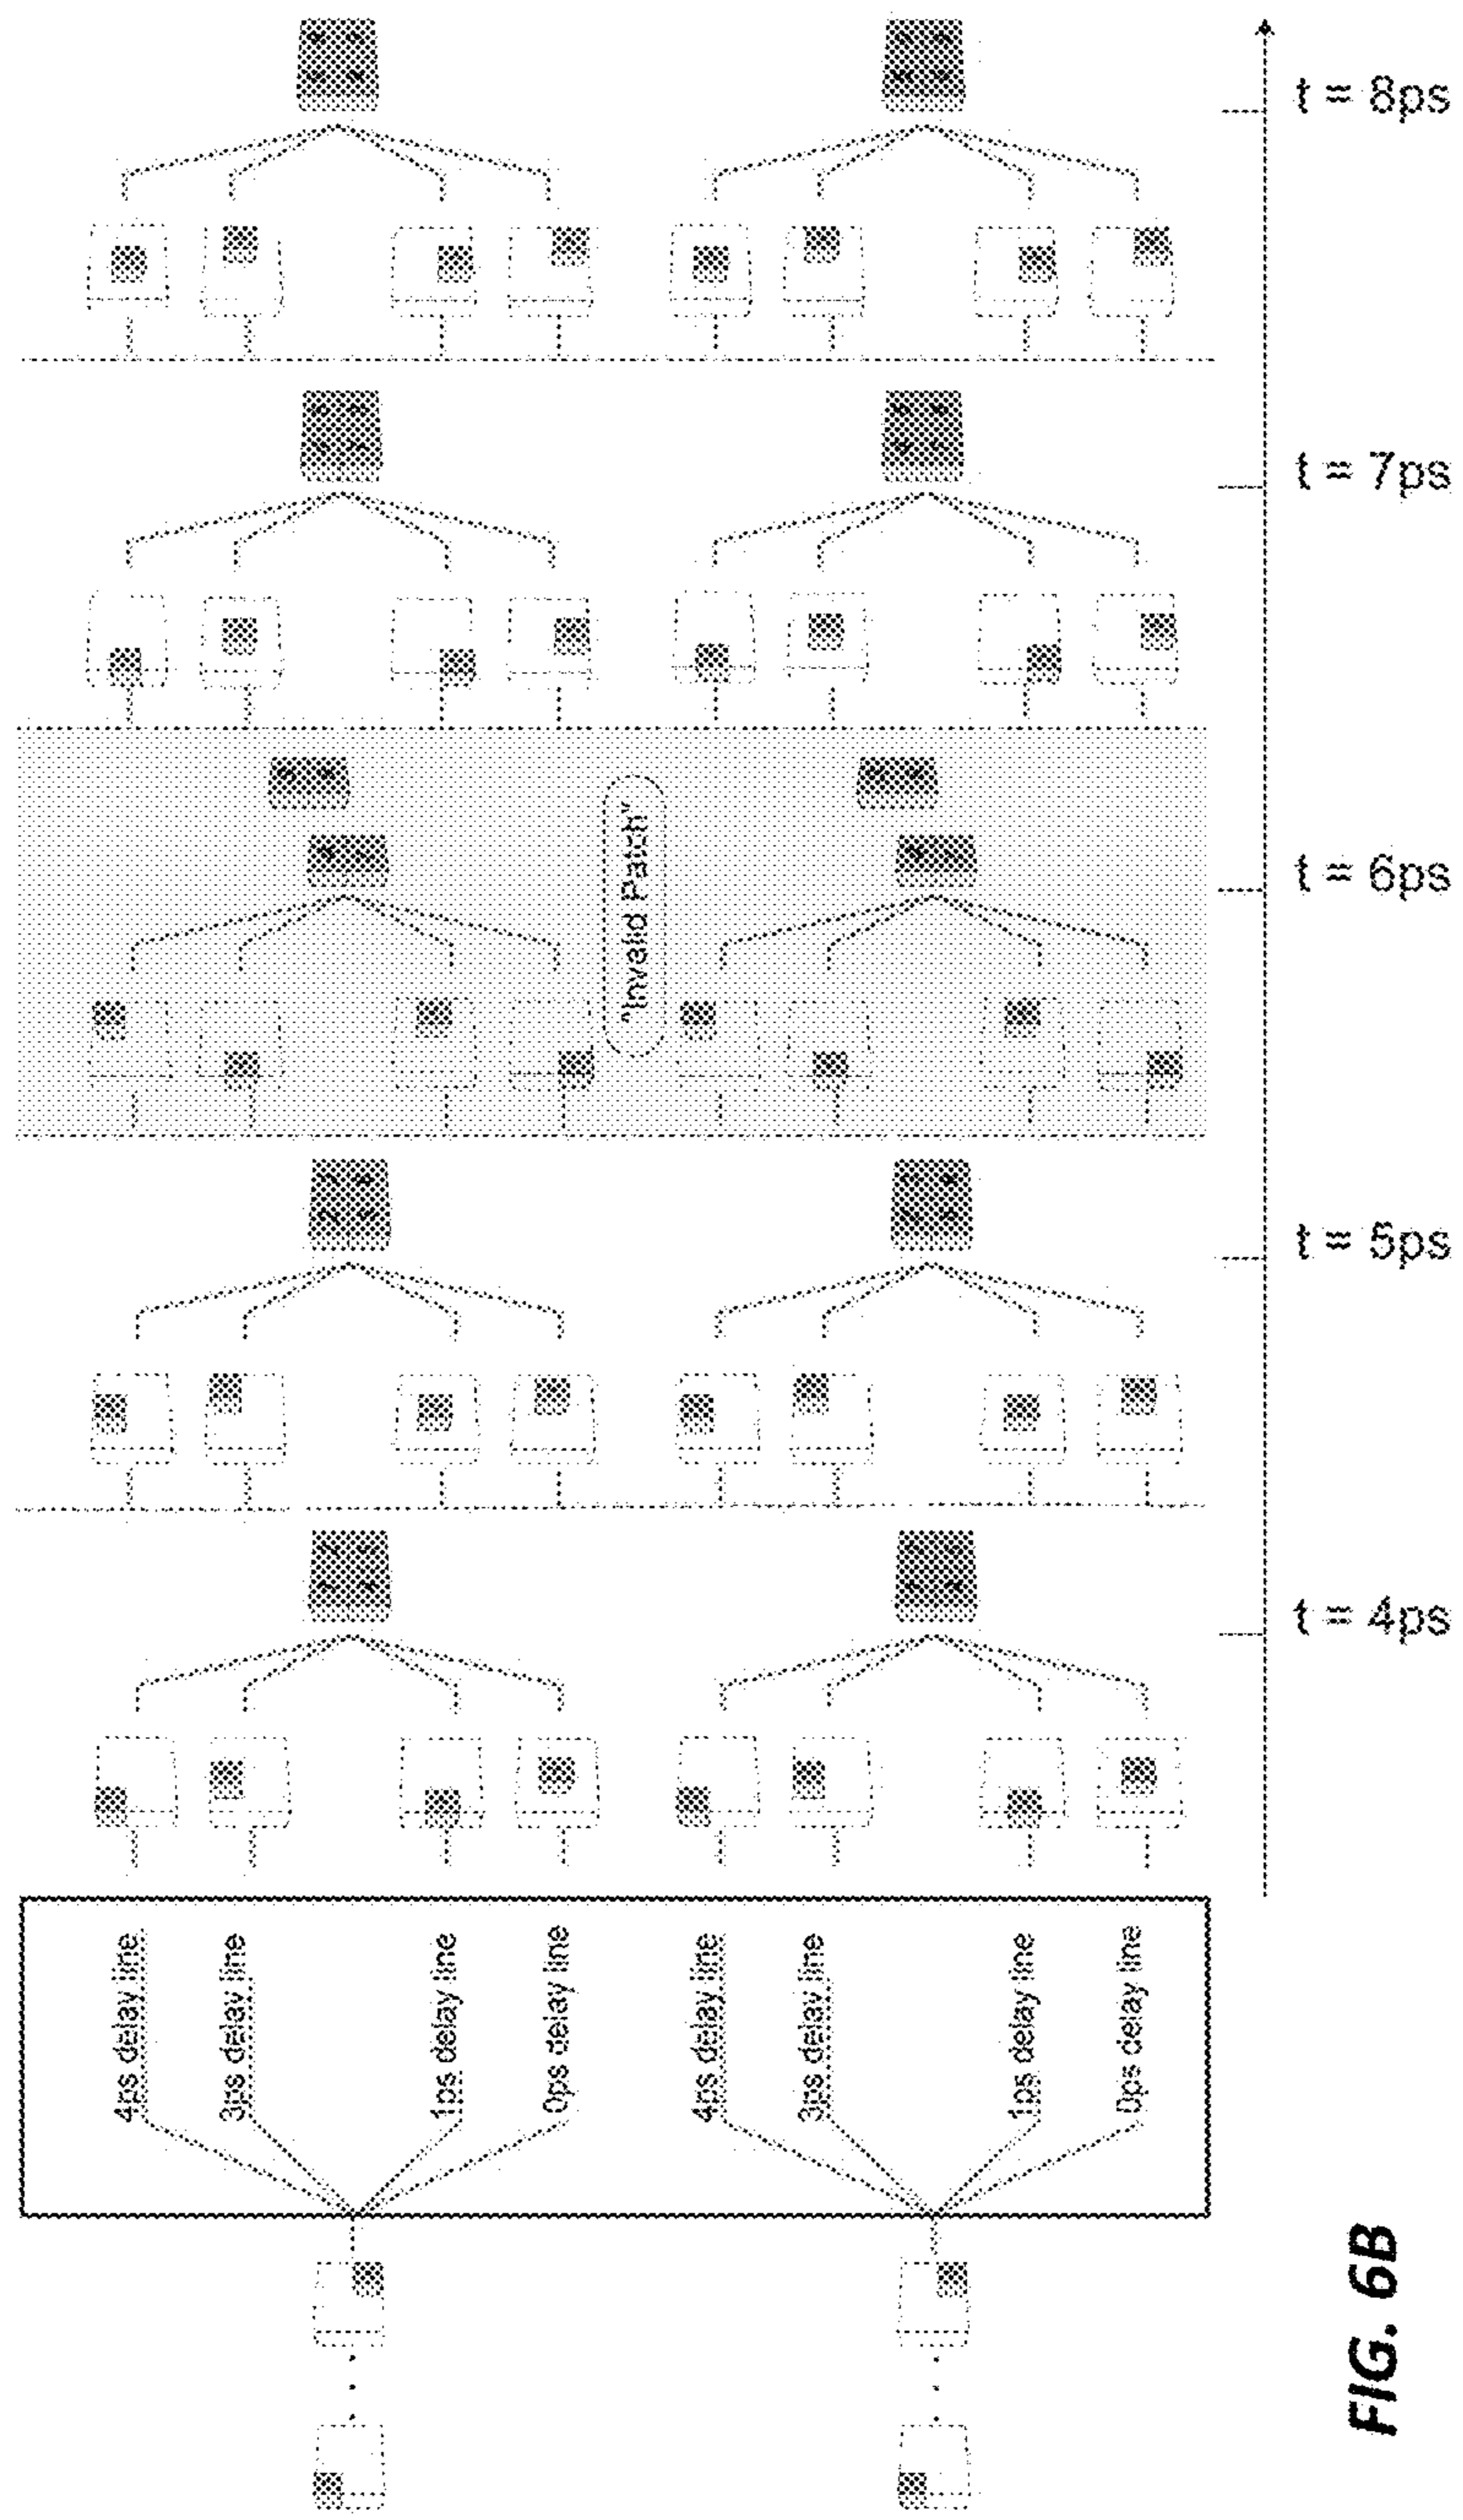 t = 8ps
t = 7ps
t = 6ps
"Invalid Patch"
t = 5ps
t = 4ps
4ps delay line
3ps delay line
1ps delay line
0ps delay line
4ps delay line
3ps delay line
1ps delay line
0ps delay line
FIG. 6B